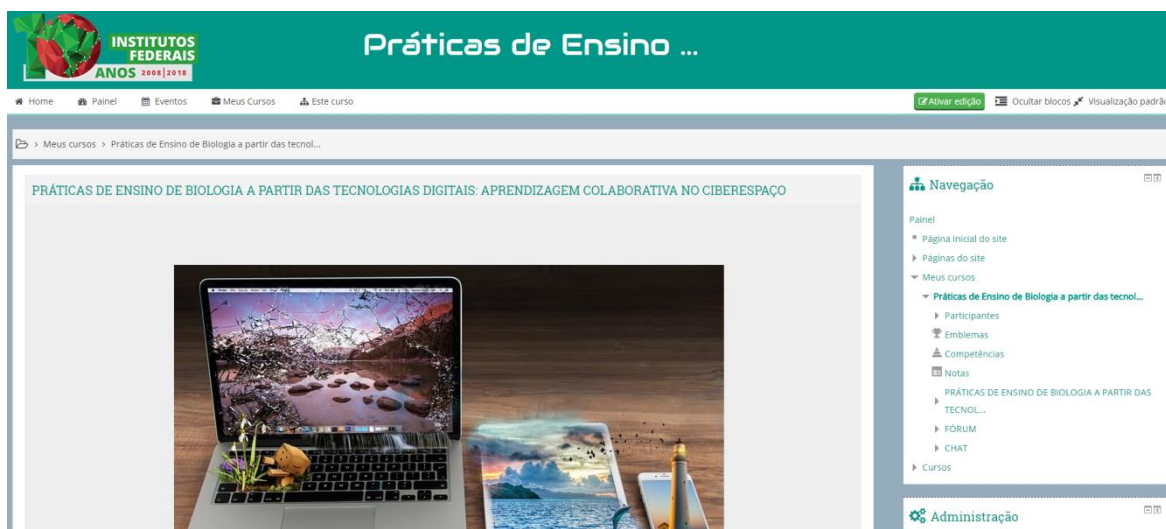 10
INSTITUTOS
FEDERAIS
ANOS 2008|2018
Práticas de Ensino ...
Home Painel Eventos Meus Cursos Este curso Ativar edição Ocultar blocos Visualização padrão
> Meus cursos > Práticas de Ensino de Biologia a partir das tecnol...
PRÁTICAS DE ENSINO DE BIOLOGIA A PARTIR DAS TECNOLOGIAS DIGITAIS: APRENDIZAGEM COLABORATIVA NO CIBERESPAÇO
Navegação
Painel
Página inicial do site
Páginas do site
Meus cursos
Práticas de Ensino de Biologia a partir das tecnol...
Participantes
Emblemas
Competências
Notas
PRÁTICAS DE ENSINO DE BIOLOGIA A PARTIR DAS
TECNOL...
FÓRUM
CHAT
Cursos
Administração